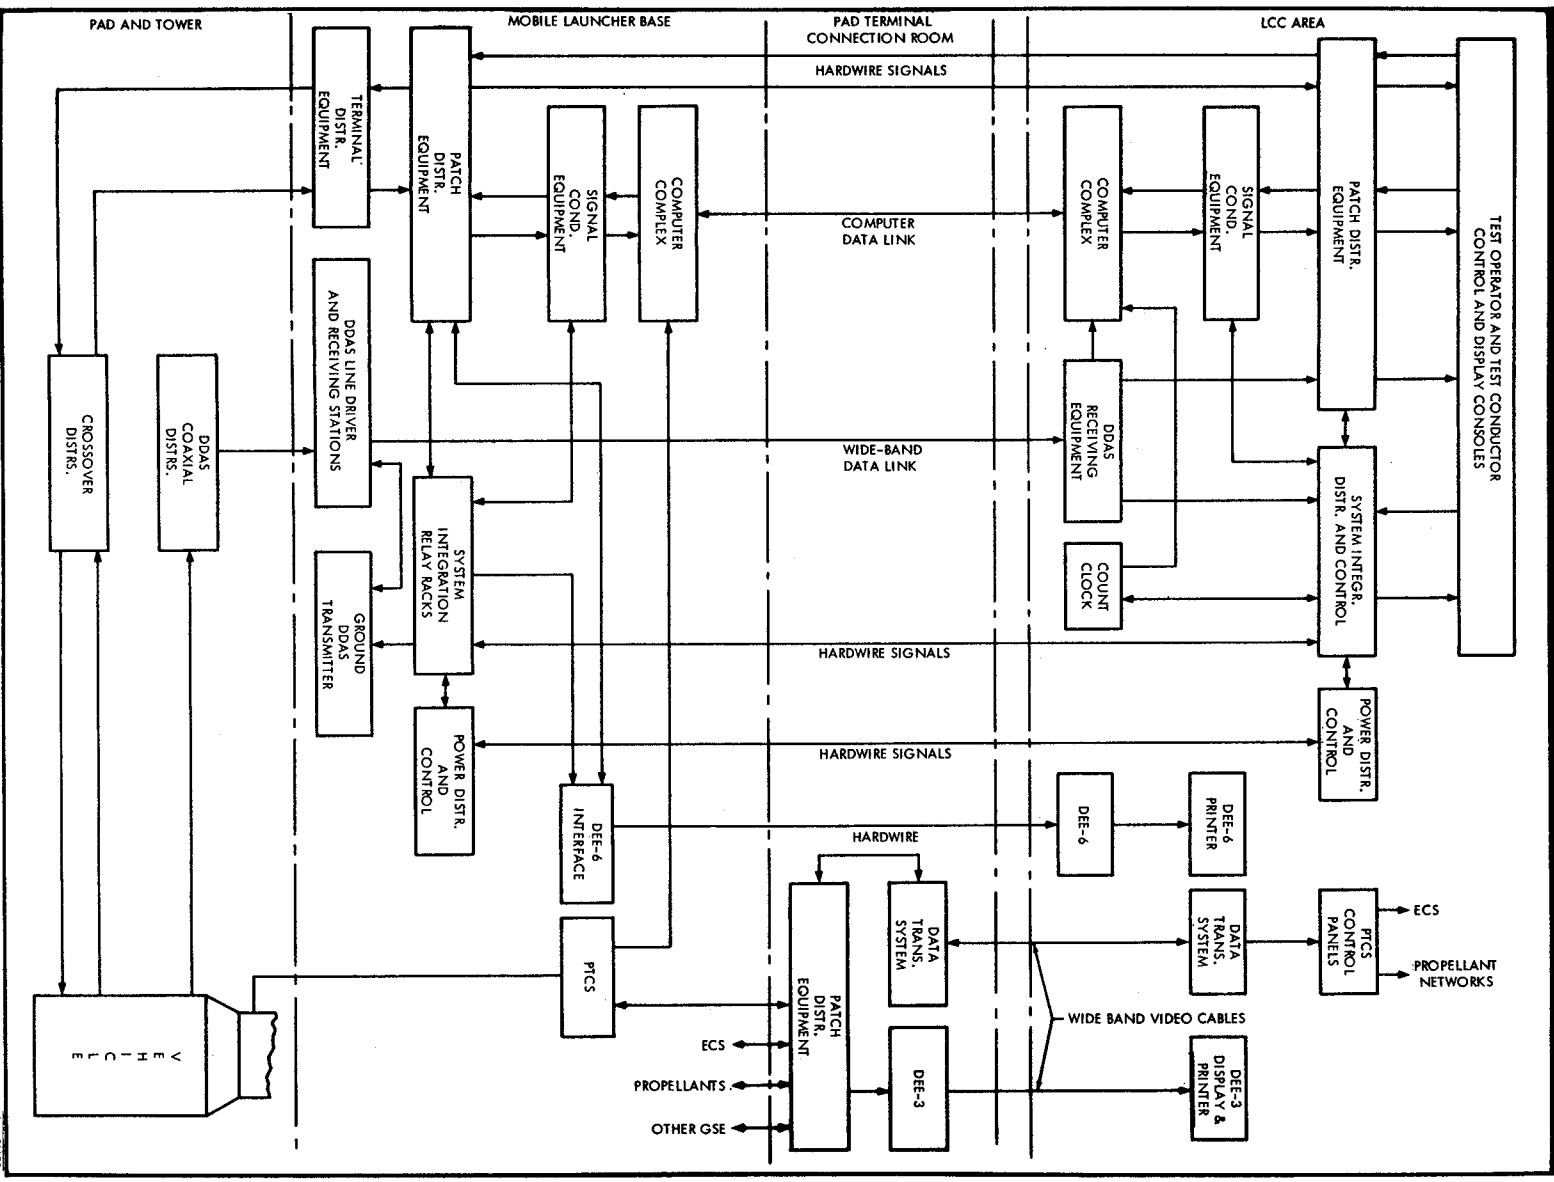 PAD AND TOWER
MOBILE LAUNCHER BASE
PAD TERMINAL
CONNECTION ROOM
LCC AREA
HARDWIRE SIGNALS
TERMINAL
DISTR.
EQUIPMENT
PATCH
DISTR.
EQUIPMENT
SIGNAL
COND.
EQUIPMENT
COMPUTER
COMPLEX
COMPUTER
DATA LINK
COMPUTER
COMPLEX
SIGNAL
COND.
EQUIPMENT
PATCH DISTR.
EQUIPMENT
TEST OPERATOR AND TEST CONDUCTOR
CONTROL AND DISPLAY CONSOLES
DDAS LINE DRIVER
AND RECEIVING STATIONS
CROSSOVER
DISTRS.
DDAS
COAXIAL
DISTRS.
WIDE-BAND
DATA LINK
DDAS
RECEIVING
EQUIPMENT
SYSTEM
INTEGRATION
RELAY RACKS
SYSTEM INTEGR.
DISTR. AND CONTROL
COUNT
CLOCK
GROUND
DDAS
TRANSMITTER
HARDWIRE SIGNALS
POWER DISTR.
AND
CONTROL
HARDWIRE SIGNALS
POWER DISTR.
AND
CONTROL
DEE-6
INTERFACE
HARDWIRE
DEE-6
DEE-6
PRINTER
PTCS
PATCH
DISTR.
EQUIPMENT
DATA
TRANS.
SYSTEM
DATA
TRANS.
SYSTEM
PTCS
CONTROL
PANELS
ECS
PROPELLANT
NETWORKS
WIDE BAND VIDEO CABLES
ECS
PROPELLANTS
OTHER GSE
DEE-3
DEE-3
DISPLAY &
PRINTER
VEHICLE